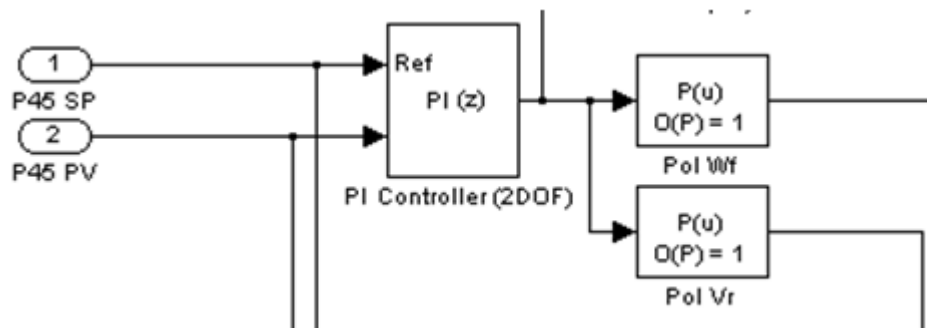 1
P45 SP
2
P45 PV
Ref
PI (z)
PI Controller (2DOF)
P(u)
O(P) = 1
Pol Wf
P(u)
O(P) = 1
Pol Vr